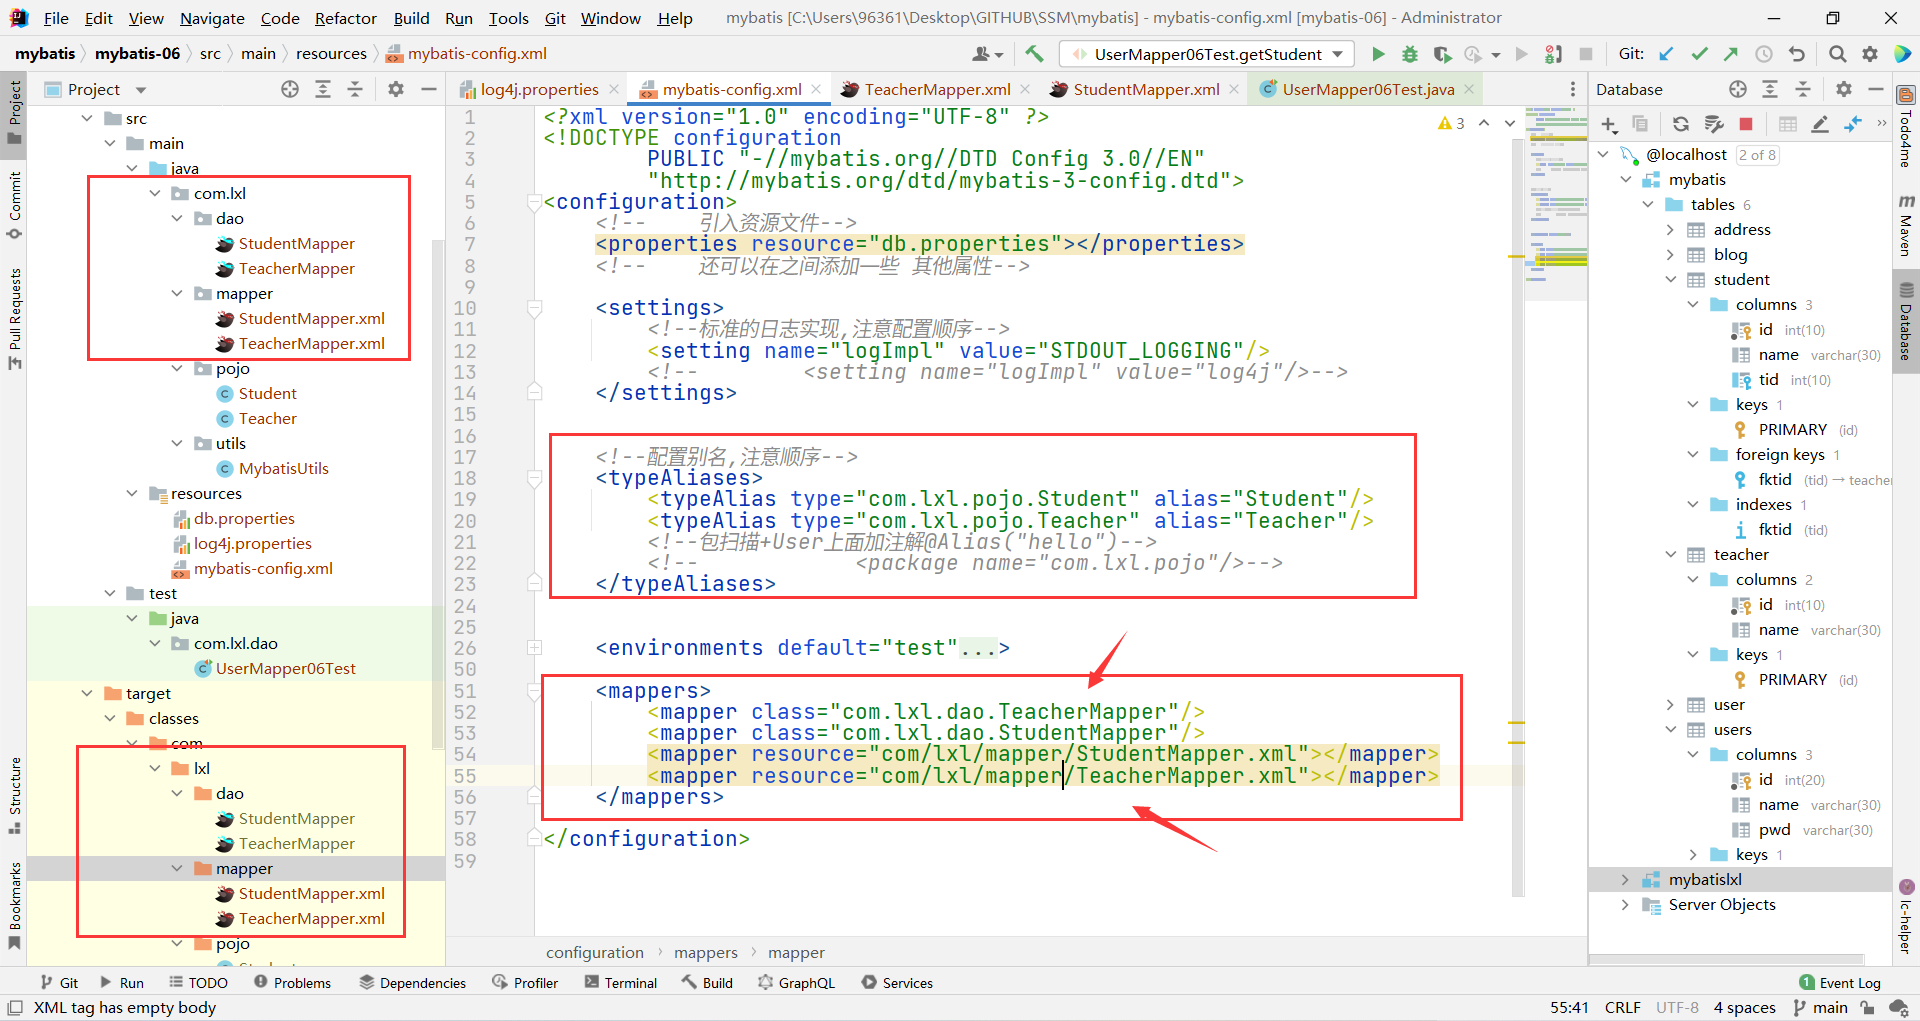 File Edit View Navigate Code Refactor Build Run Tools Git Window Help mybatis [C:\Users\96361\Desktop\GITHUB\SSM\mybatis] - mybatis-config.xml [mybatis-06] - Administrator
mybatis mybatis-06 src main resources mybatis-config.xml UserMapper06Test.getStudent Git:
Project
Commit
Pull Requests
Structure
Bookmarks
Project
src
main
java
com.lxl
dao
StudentMapper
TeacherMapper
mapper
StudentMapper.xml
TeacherMapper.xml
pojo
Student
Teacher
utils
MybatisUtils
resources
db.properties
log4j.properties
mybatis-config.xml
test
java
com.lxl.dao
UserMapper06Test
target
classes
com
lxl
dao
StudentMapper
TeacherMapper
mapper
StudentMapper.xml
TeacherMapper.xml
pojo
log4j.properties mybatis-config.xml TeacherMapper.xml StudentMapper.xml UserMapper06Test.java
3
1 <?xml version="1.0" encoding="UTF-8" ?>
2 <!DOCTYPE configuration
3 PUBLIC "-//mybatis.org//DTD Config 3.0//EN"
4 "http://mybatis.org/dtd/mybatis-3-config.dtd">
5 <configuration>
6 <!-- 引入资源文件-->
7 <properties resource="db.properties"></properties>
8 <!-- 还可以在之间添加一些 其他属性-->
9
10 <settings>
11 <!--标准的日志实现,注意配置顺序-->
12 <setting name="logImpl" value="STDOUT_LOGGING"/>
13 <!-- <setting name="logImpl" value="log4j"/>-->
14 </settings>
15
16
17 <!--配置别名,注意顺序-->
18 <typeAliases>
19 <typeAlias type="com.lxl.pojo.Student" alias="Student"/>
20 <typeAlias type="com.lxl.pojo.Teacher" alias="Teacher"/>
21 <!--包扫描+User上面加注解@Alias("hello")-->
22 <!-- <package name="com.lxl.pojo"/>-->
23 </typeAliases>
24
25
26 <environments default="test"...>
50
51 <mappers>
52 <mapper class="com.lxl.dao.TeacherMapper"/>
53 <mapper class="com.lxl.dao.StudentMapper"/>
54 <mapper resource="com/lxl/mapper/StudentMapper.xml"></mapper>
55 <mapper resource="com/lxl/mapper/TeacherMapper.xml"></mapper>
56 </mappers>
57
58 </configuration>
59
configuration mappers mapper
Database
@localhost 2 of 8
mybatis
tables 6
address
blog
student
columns 3
id int(10)
name varchar(30)
tid int(10)
keys 1
PRIMARY (id)
foreign keys 1
fktid (tid) → teacher
indexes 1
fktid (tid)
teacher
columns 2
id int(10)
name varchar(30)
keys 1
PRIMARY (id)
user
users
columns 3
id int(20)
name varchar(30)
pwd varchar(30)
keys 1
mybatislxl
Server Objects
Todo4me
m Maven
Database
lc-helper
Git Run TODO Problems Dependencies Profiler Terminal Build GraphQL Services 1 Event Log
XML tag has empty body 55:41 CRLF UTF-8 4 spaces main